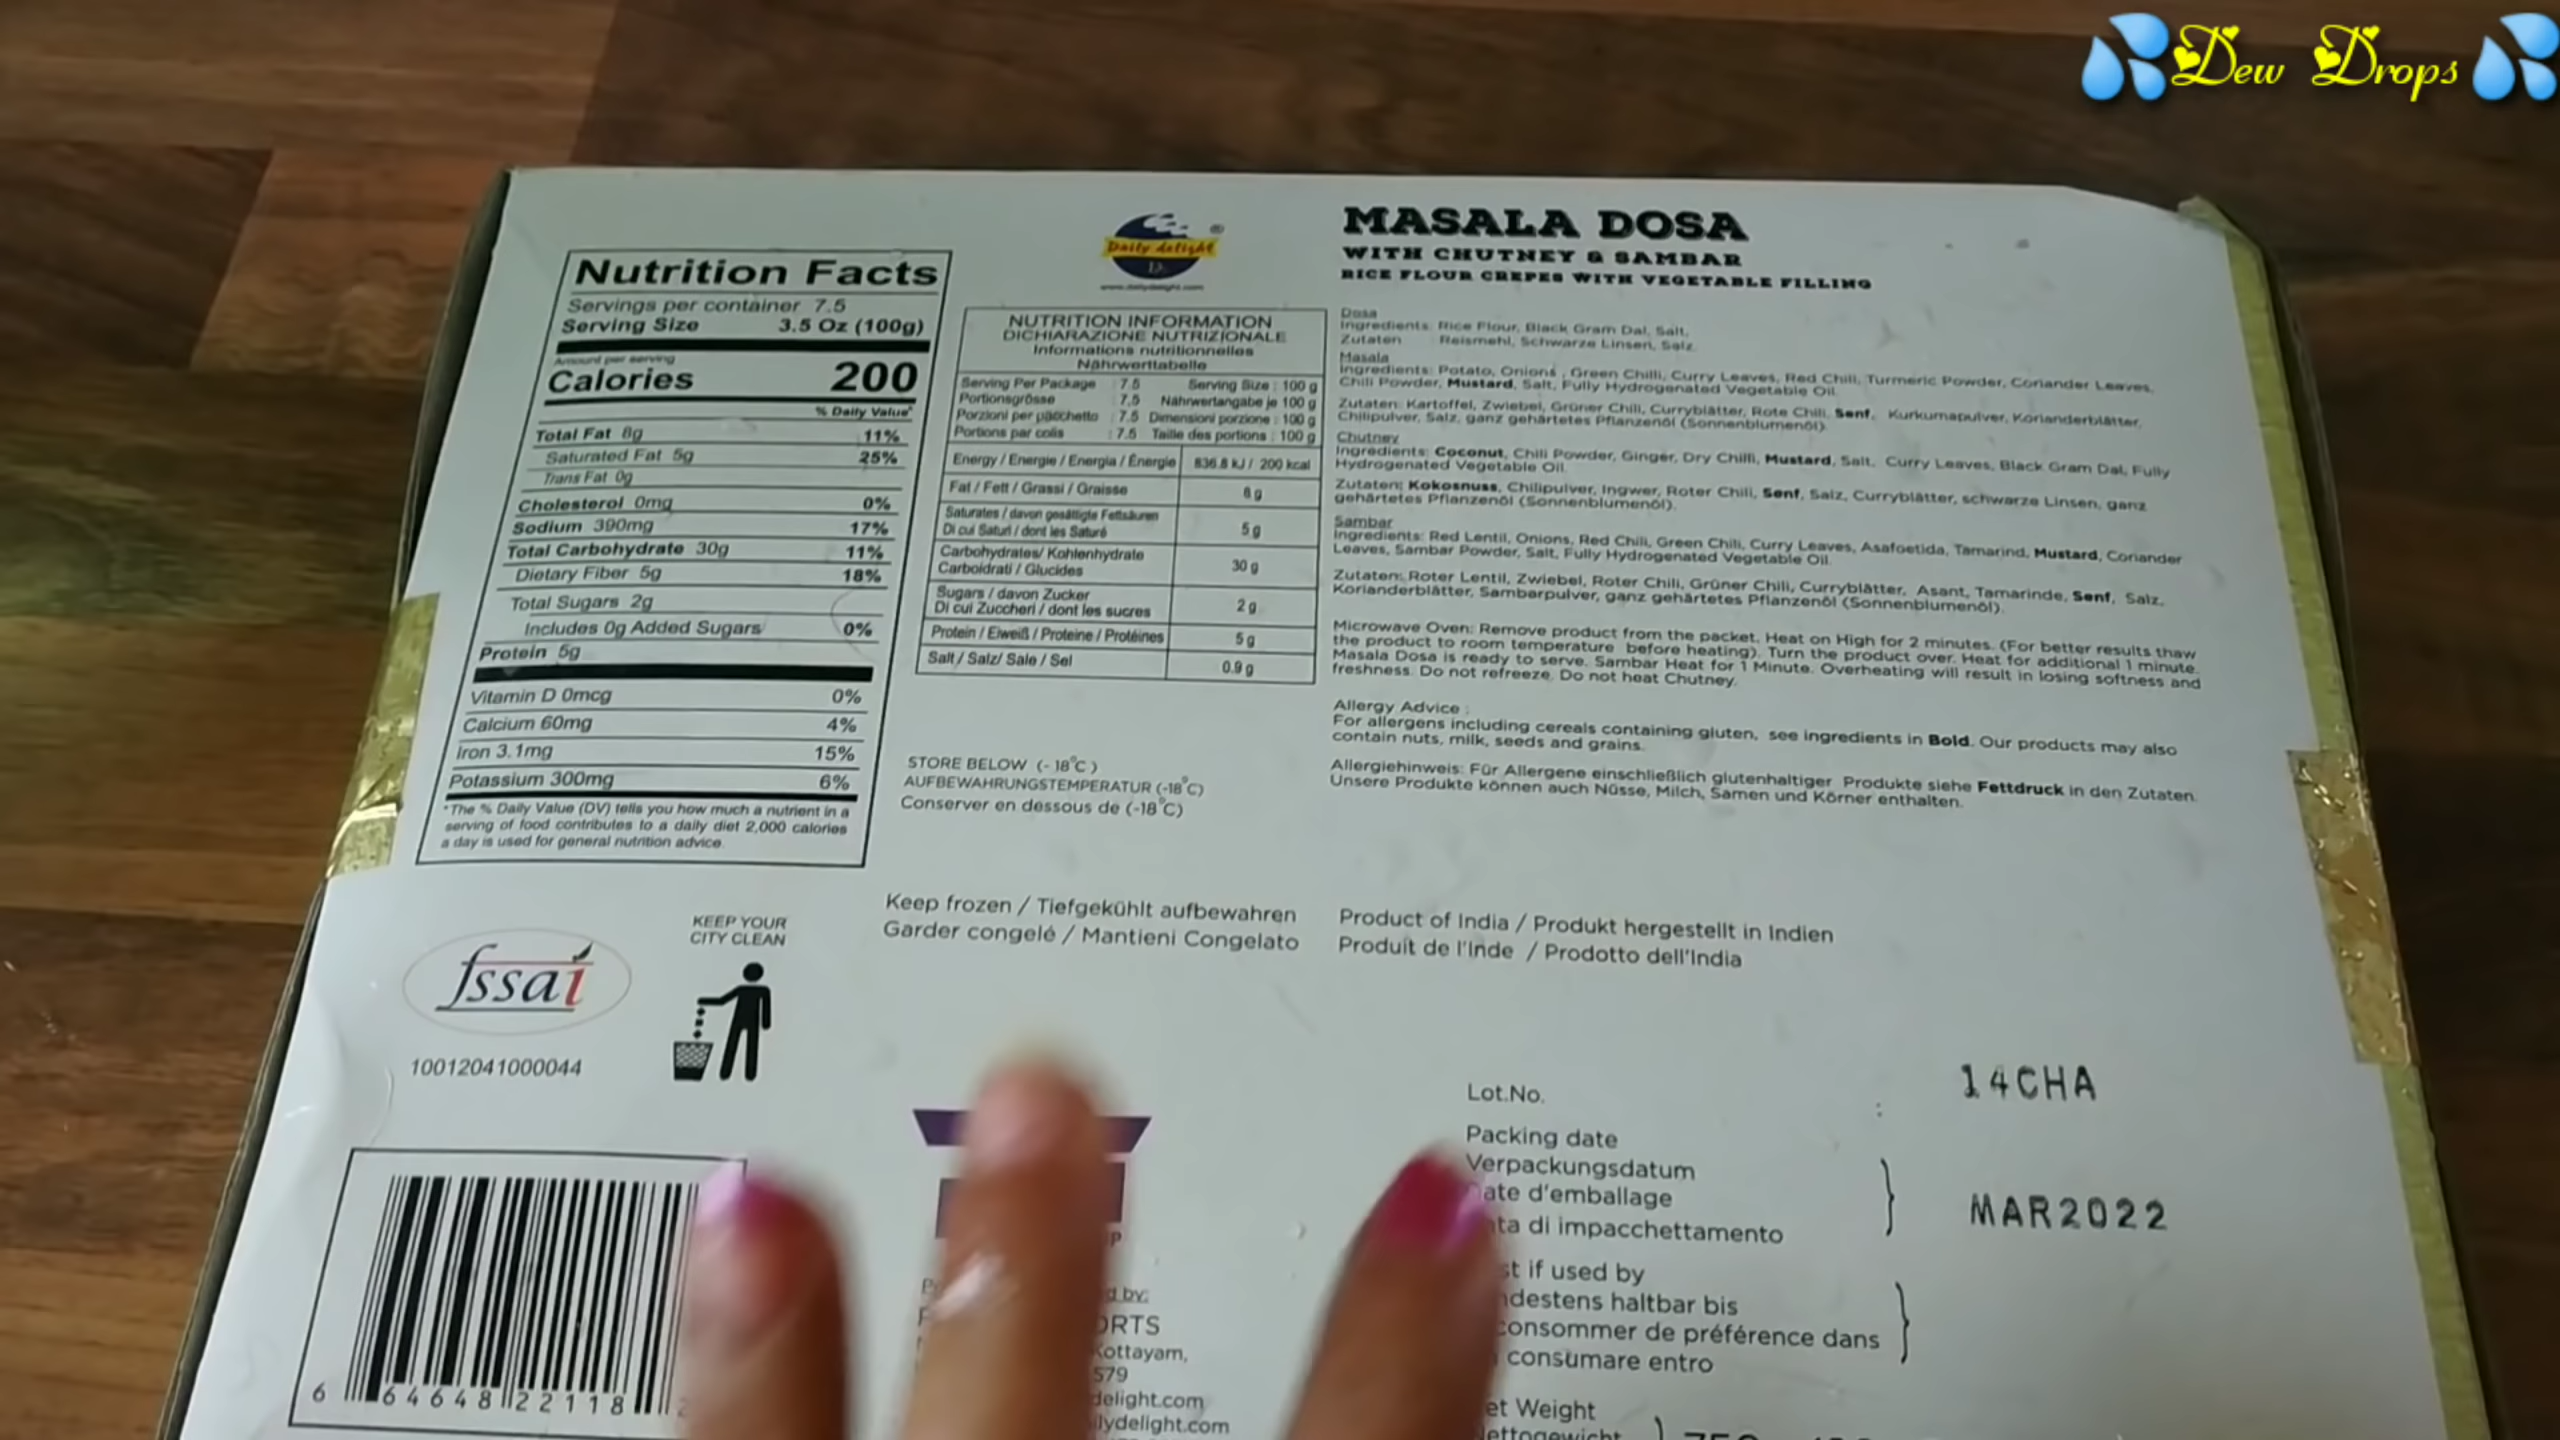 Dew Drops
Nutrition Facts
Servings per container 7.5
Serving Size 3.5 Oz (100g)
Amount per serving
Calories 200
% Daily Value*
Total Fat 8g 11%
Saturated Fat 5g 25%
Trans Fat 0g
Cholesterol 0mg 0%
Sodium 390mg 17%
Total Carbohydrate 30g 11%
Dietary Fiber 5g 18%
Total Sugars 2g
Includes 0g Added Sugars 0%
Protein 5g
Vitamin D 0mcg 0%
Calcium 60mg 4%
Iron 3.1mg 15%
Potassium 300mg 6%
*The % Daily Value (DV) tells you how much a nutrient in a
serving of food contributes to a daily diet 2,000 calories
a day is used for general nutrition advice.
Daily delight
NUTRITION INFORMATION
DICHIARAZIONE NUTRIZIONALE
Informations nutritionnelles
Nährwerttabelle
Serving Per Package : 7.5 Serving Size : 100 g
Portionsgrösse 7.5 Nährwertangabe je 100 g
Porzioni per pacchetto : 7.5 Dimensioni porzione : 100 g
Portions par colis : 7.5 Taille des portions : 100 g
Energy / Energie / Energia / Énergie 836.8 kJ / 200 kcal
Fat / Fett / Grassi / Graisse 8 g
Saturates / davon gesättigte Fettsäuren
Di cui Saturi / dont les Saturé 5 g
Carbohydrates/ Kohlenhydrate
Carboidrati / Glucides 30 g
Sugars / davon Zucker
Di cui Zuccheri / dont les sucres 2 g
Protein / Eiweiß / Proteine / Protéines 5 g
Salt / Salz/ Sale / Sel 0.9 g
STORE BELOW (- 18°C )
AUFBEWAHRUNGSTEMPERATUR (-18°C)
Conserver en dessous de (-18°C)
MASALA DOSA
WITH CHUTNEY & SAMBAR
RICE FLOUR CREPES WITH VEGETABLE FILLING
Dosa
Ingredients: Rice Flour, Black Gram Dal, Salt.
Zutaten : Reismehl, Schwarze Linsen, Salz
Masala
Ingredients: Potato, Onions , Green Chilli, Curry Leaves, Red Chill, Turmeric Powder, Coriander Leaves,
Chili Powder, Mustard, Salt, Fully Hydrogenated Vegetable Oil.
Zutaten: Kartoffel, Zwiebel, Grüner Chili, Curryblätter, Rote Chili, Senf, Kurkumapulver, Korianderblätter,
Chilipulver, Salz, ganz gehärtetes Pflanzenöl (Sonnenblumenöl).
Chutney
Ingredients: Coconut, Chili Powder, Ginger, Dry Chilli, Mustard, Salt, Curry Leaves, Black Gram Dal, Fully
Hydrogenated Vegetable Oil.
Zutaten: Kokosnuss, Chilipulver, Ingwer, Roter Chili, Senf, Salz, Curryblätter, schwarze Linsen, ganz
gehärtetes Pflanzenöl (Sonnenblumenöl).
Sambar
Ingredients: Red Lentil, Onions, Red Chili, Green Chili, Curry Leaves, Asafoetida, Tamarind, Mustard, Coriander
Leaves, Sambar Powder, Salt, Fully Hydrogenated Vegetable Oil.
Zutaten: Roter Lentil, Zwiebel, Roter Chili, Grüner Chili, Curryblätter, Asant, Tamarinde, Senf, Salz,
Korianderblätter, Sambarpulver, ganz gehärtetes Pflanzenöl (Sonnenblumenöl).
Microwave Oven: Remove product from the packet. Heat on High for 2 minutes. (For better results thaw
the product to room temperature before heating). Turn the product over. Heat for additional 1 minute.
Masala Dosa is ready to serve. Sambar Heat for 1 Minute. Overheating will result in losing softness and
freshness. Do not refreeze. Do not heat Chutney.
Allergy Advice :
For allergens including cereals containing gluten, see ingredients in Bold. Our products may also
contain nuts, milk, seeds and grains.
Allergiehinweis: Für Allergene einschließlich glutenhaltiger Produkte siehe Fettdruck in den Zutaten.
Unsere Produkte können auch Nüsse, Milch, Samen und Körner enthalten.
Keep frozen / Tiefgekühlt aufbewahren
Garder congelé / Mantieni Congelato
Product of India / Produkt hergestellt in Indien
Produit de l'Inde / Prodotto dell'India
fssai
10012041000044
KEEP YOUR
CITY CLEAN
6 64648 22118
d by:
ORTS
Kottayam,
579
delight.com
ilydelight.com
Lot.No. : 14CHA
Packing date
Verpackungsdatum
ate d'emballage
ta di impacchettamento
MAR2022
st if used by
destens haltbar bis
consommer de préférence dans
consumare entro
et Weight